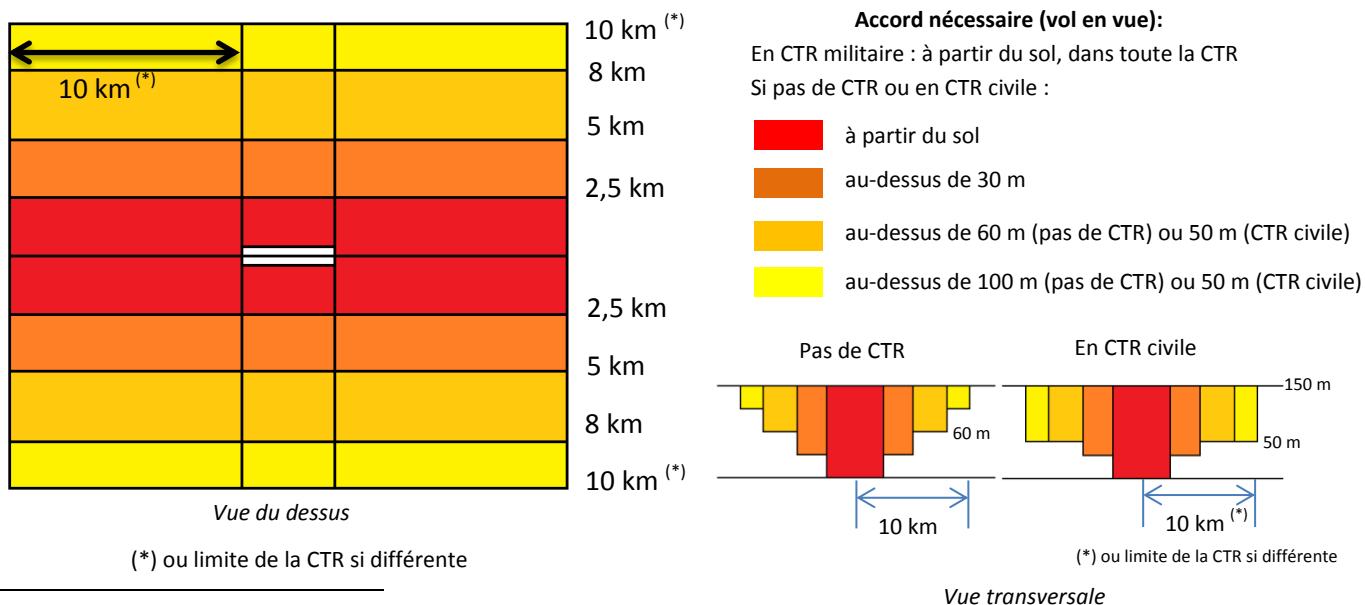 10 km (*)
8 km
5 km
2,5 km
2,5 km
5 km
8 km
10 km (*)
10 km (*)
Vue du dessus
(*) ou limite de la CTR si différente
Accord nécessaire (vol en vue):
En CTR militaire : à partir du sol, dans toute la CTR
Si pas de CTR ou en CTR civile :
à partir du sol
au-dessus de 30 m
au-dessus de 60 m (pas de CTR) ou 50 m (CTR civile)
au-dessus de 100 m (pas de CTR) ou 50 m (CTR civile)
Pas de CTR
60 m
10 km
En CTR civile
150 m
50 m
10 km (*)
(*) ou limite de la CTR si différente
Vue transversale